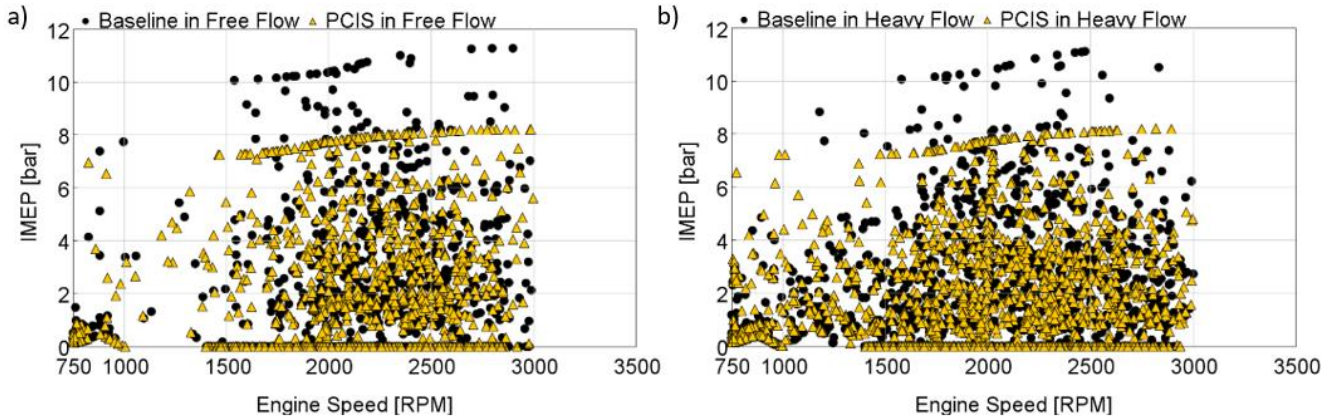 a)
● Baseline in Free Flow ▲ PCIS in Free Flow
12
10
8
6
4
2
0
IMEP [bar]
750 1000 1500 2000 2500 3000 3500
Engine Speed [RPM]
b)
● Baseline in Heavy Flow ▲ PCIS in Heavy Flow
12
10
8
6
4
2
0
IMEP [bar]
750 1000 1500 2000 2500 3000 3500
Engine Speed [RPM]